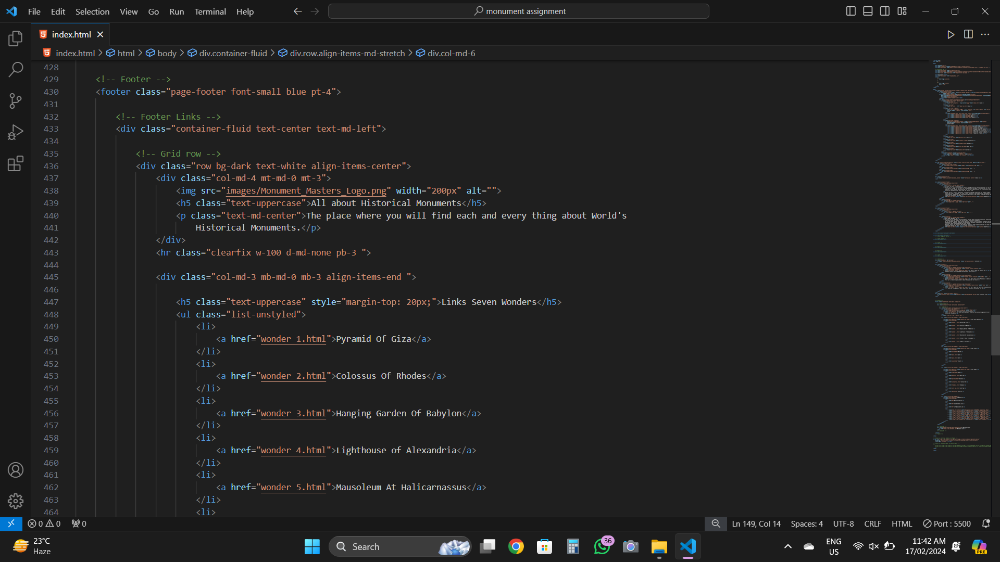 File Edit Selection View Go Run Terminal Help
monument assignment
index.html
index.html > html > body > div.container-fluid > div.row.align-items-md-stretch > div.col-md-6
428
429 <!-- Footer -->
430 <footer class="page-footer font-small blue pt-4">
431
432 <!-- Footer Links -->
433 <div class="container-fluid text-center text-md-left">
434
435 <!-- Grid row -->
436 <div class="row bg-dark text-white align-items-center">
437 <div class="col-md-4 mt-md-0 mt-3">
438 <img src="images/Monument_Masters_Logo.png" width="200px" alt="">
439 <h5 class="text-uppercase">All about Historical Monuments</h5>
440 <p class="text-md-center">The place where you will find each and every thing about World's
441 Historical Monuments.</p>
442 </div>
443 <hr class="clearfix w-100 d-md-none pb-3 ">
444
445 <div class="col-md-3 mb-md-0 mb-3 align-items-end ">
446
447 <h5 class="text-uppercase" style="margin-top: 20px;">Links Seven Wonders</h5>
448 <ul class="list-unstyled">
449 <li>
450 <a href="wonder 1.html">Pyramid Of Giza</a>
451 </li>
452 <li>
453 <a href="wonder 2.html">Colossus Of Rhodes</a>
454 </li>
455 <li>
456 <a href="wonder 3.html">Hanging Garden Of Babylon</a>
457 </li>
458 <li>
459 <a href="wonder 4.html">Lighthouse of Alexandria</a>
460 </li>
461 <li>
462 <a href="wonder 5.html">Mausoleum At Halicarnassus</a>
463 </li>
464 <li>
0 0 0 Ln 149, Col 14 Spaces: 4 UTF-8 CRLF HTML Port : 5500
23°C
Haze
Search
36
ENG
US
11:42 AM
17/02/2024
PRE